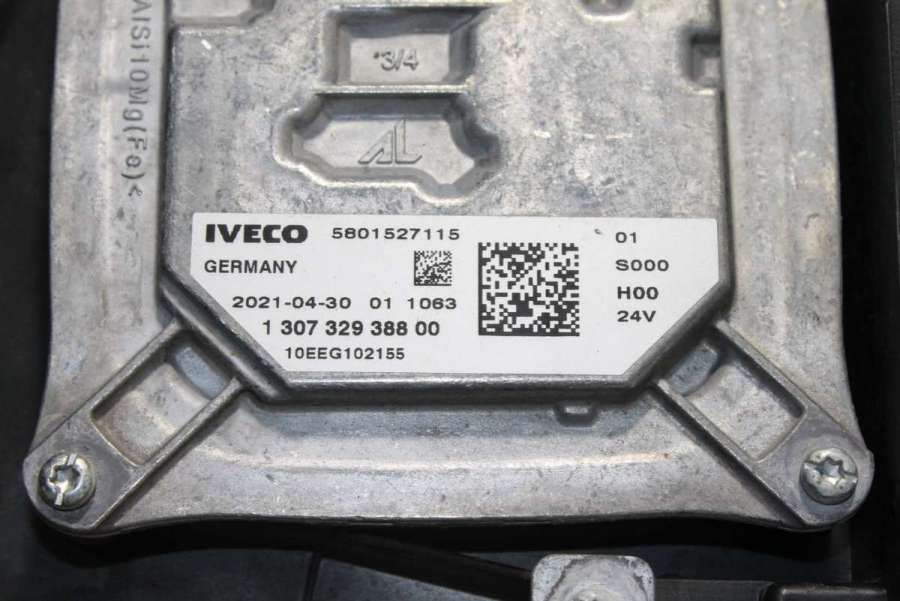 AlSi10Mg(Fe)<
3/4
AL
IVECO 5801527115
GERMANY
2021-04-30 01 1063
1 307 329 388 00
10EEG102155
01
S000
H00
24V